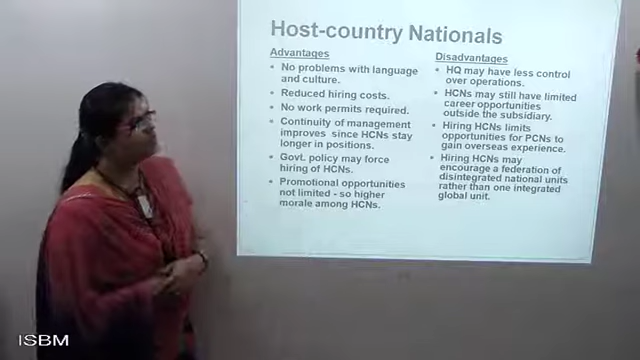 Host-country Nationals
Advantages
• No problems with language
and culture.
• Reduced hiring costs.
• No work permits required.
• Continuity of management
improves since HCNs stay
longer in positions.
• Govt. policy may force
hiring of HCNs.
• Promotional opportunities
not limited - so higher
morale among HCNs.
Disadvantages
• HQ may have less control
over operations.
• HCNs may still have limited
career opportunities
outside the subsidiary.
• Hiring HCNs limits
opportunities for PCNs to
gain overseas experience.
• Hiring HCNs may
encourage a federation of
disintegrated national units
rather than one integrated
global unit.
ISBM